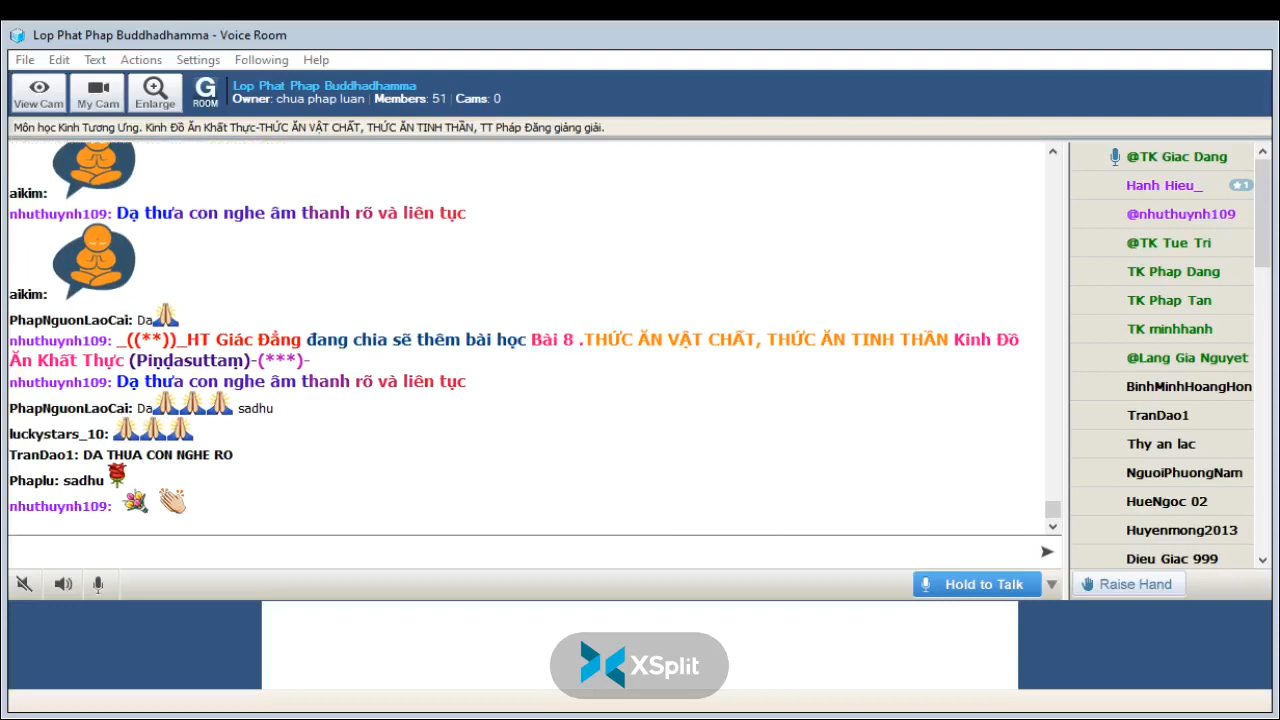 Lop Phat Phap Buddhadhamma - Voice Room
File Edit Text Actions Settings Following Help
View Cam My Cam Enlarge G ROOM
Lop Phat Phap Buddhadhamma
Owner: chua phap luan | Members: 51 | Cams: 0
Môn học Kinh Tương Ưng. Kinh Đồ Ăn Khất Thực-THỨC ĂN VẬT CHẤT, THỨC ĂN TINH THẦN, TT Pháp Đăng giảng giải.
aikim:
nhuthuynh109: Dạ thưa con nghe âm thanh rõ và liên tục
aikim:
PhapNguonLaoCai: Da
nhuthuynh109: _((**))_HT Giác Đẳng đang chia sẽ thêm bài học Bài 8 .THỨC ĂN VẬT CHẤT, THỨC ĂN TINH THẦN Kinh Đồ
Ăn Khất Thực (Piṇḍasuttaṃ)-(***)-
nhuthuynh109: Dạ thưa con nghe âm thanh rõ và liên tục
PhapNguonLaoCai: Da sadhu
luckystars_10:
TranDao1: DA THUA CON NGHE RO
Phaplu: sadhu
nhuthuynh109:
@TK Giac Dang
Hanh Hieu_ ★1
@nhuthuynh109
@TK Tue Tri
TK Phap Dang
TK Phap Tan
TK minhhanh
@Lang Gia Nguyet
BinhMinhHoangHon
TranDao1
Thy an lac
NguoiPhuongNam
HueNgoc 02
Huyenmong2013
Dieu Giac 999
Hold to Talk
Raise Hand
XSplit